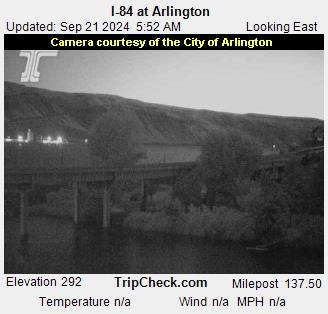 I-84 at Arlington
Updated: Sep 21 2024 5:52 AM Looking East
Camera courtesy of the City of Arlington
Elevation 292 TripCheck.com Milepost 137.50
Temperature n/a Wind n/a MPH n/a